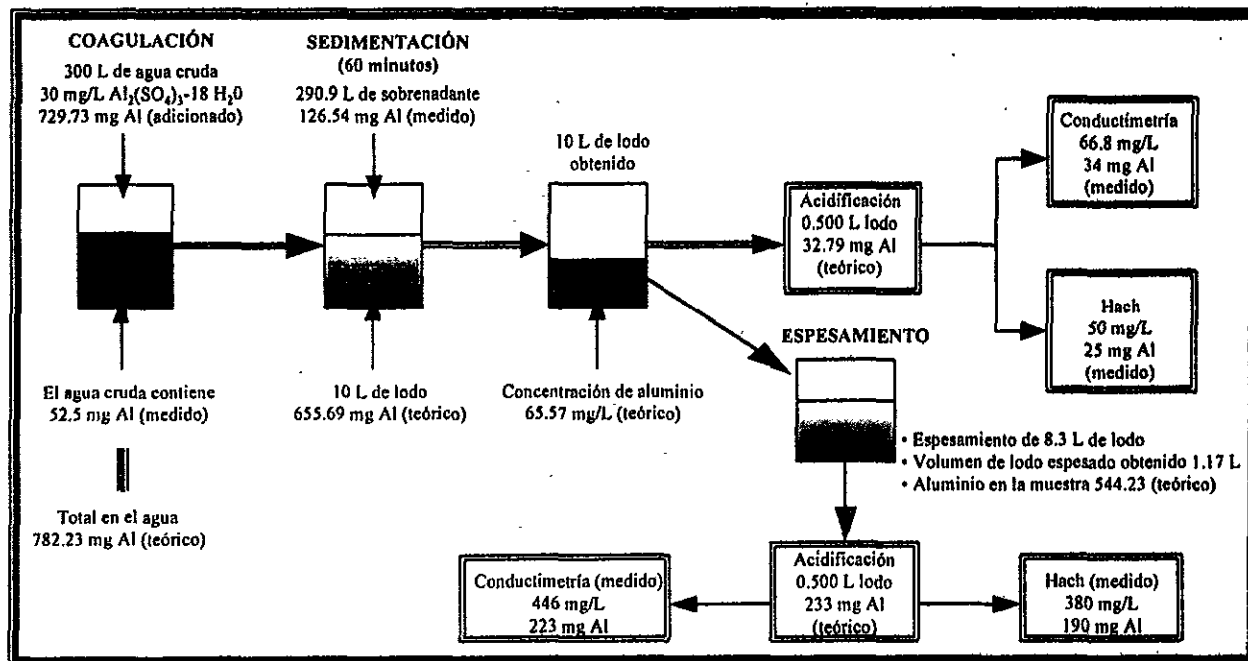 COAGULACIÓN
300 L de agua cruda
30 mg/L Al₂(SO₄)₃-18 H₂0
729.73 mg Al (adicionado)
El agua cruda contiene
52.5 mg Al (medido)
Total en el agua
782.23 mg Al (teórico)
SEDIMENTACIÓN
(60 minutos)
290.9 L de sobrenadante
126.54 mg Al (medido)
10 L de lodo
655.69 mg Al (teórico)
10 L de lodo
obtenido
Concentración de aluminio
65.57 mg/L (teórico)
Acidificación
0.500 L lodo
32.79 mg Al
(teórico)
Conductímetría
66.8 mg/L
34 mg Al
(medido)
Hach
50 mg/L
25 mg Al
(medido)
ESPESAMIENTO
• Espesamiento de 8.3 L de lodo
• Volumen de lodo espesado obtenido 1.17 L
• Aluminio en la muestra 544.23 (teórico)
Conductimetría (medido)
446 mg/L
223 mg Al
Acidificación
0.500 L lodo
233 mg Al
(teórico)
Hach (medido)
380 mg/L
190 mg Al